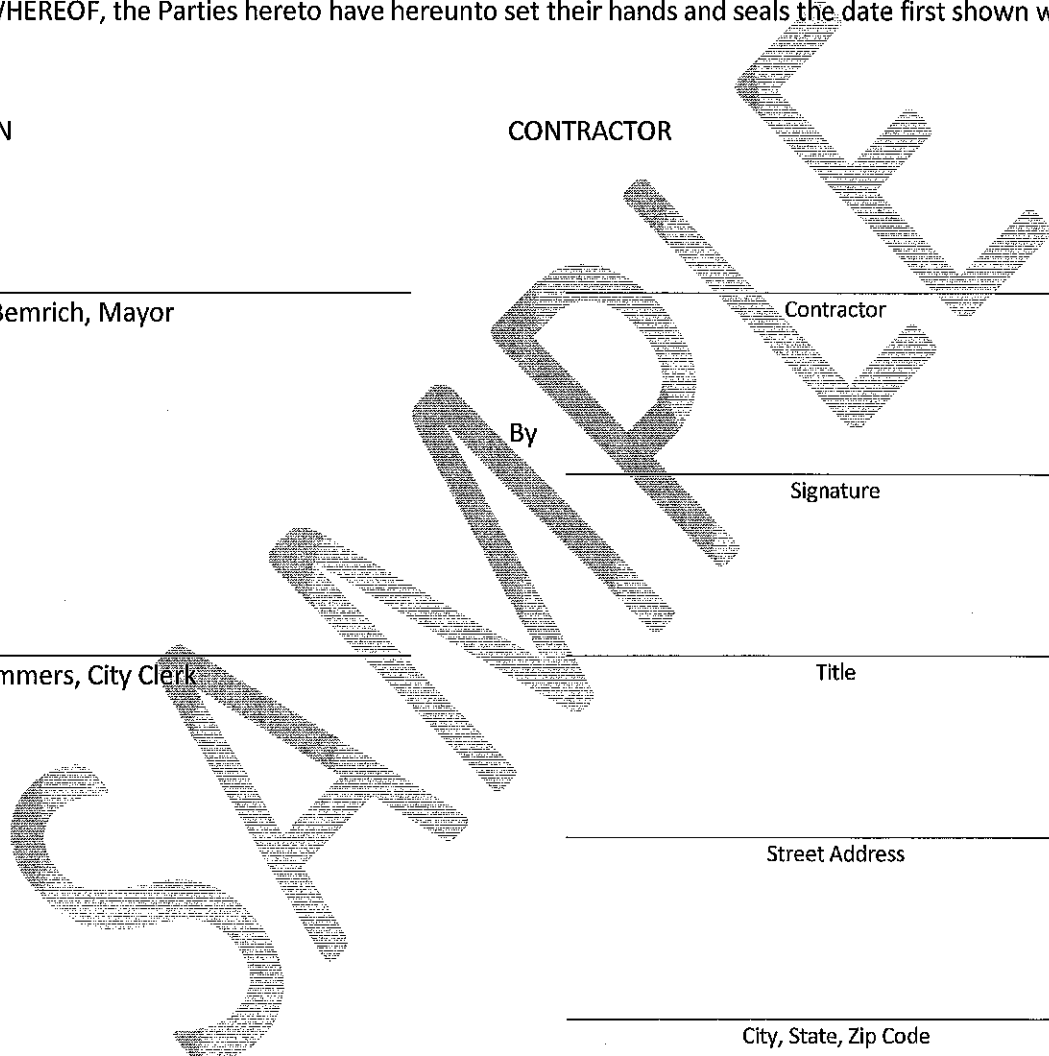 WHEREOF, the Parties hereto have hereunto set their hands and seals the date first shown w
N
CONTRACTOR
Bemrich, Mayor
Contractor
By
Signature
mmers, City Clerk
Title
Street Address
City, State, Zip Code
SAMPLE